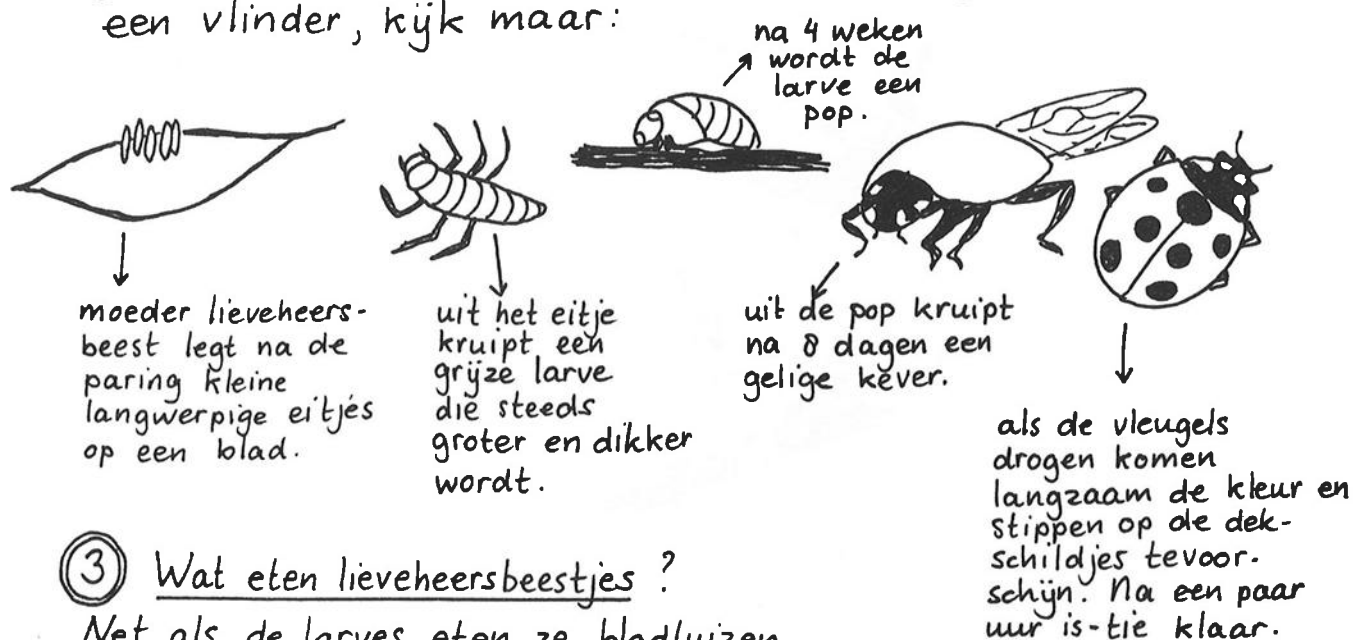 een vlinder, kijk maar:
na 4 weken
wordt de
larve een
pop.
moeder lieveheers-
beest legt na de
paring kleine
langwerpige eitjes
op een blad.
uit het eitje
kruipt een
grijze larve
die steeds
groter en dikker
wordt.
uit de pop kruipt
na 8 dagen een
gelige kever.
als de vleugels
drogen komen
langzaam de kleur en
stippen op de dek-
schildjes tevoor-
schijn. Na een paar
uur is-tie klaar.
3 Wat eten lieveheersbeestjes ?
Net als de larves eten ze bladluizen